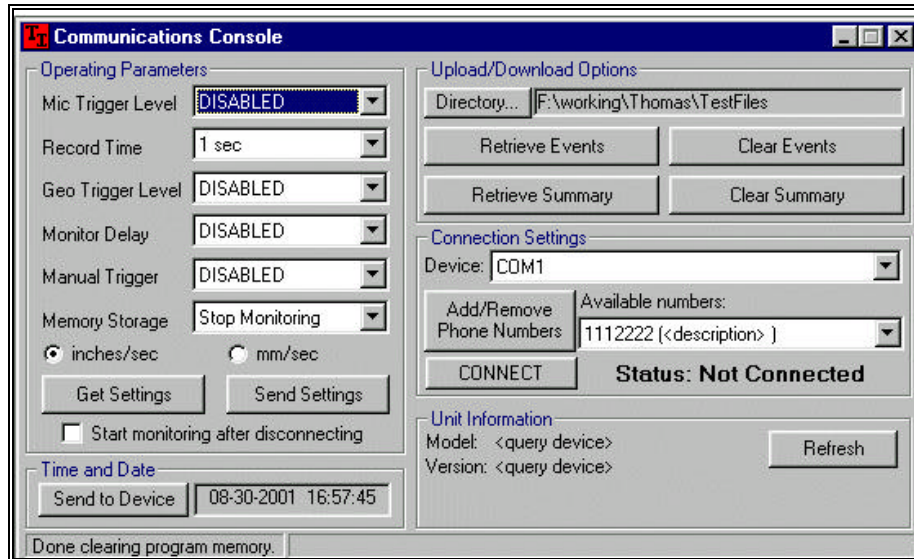 TT Communications Console
Operating Parameters
Mic Trigger Level DISABLED
Record Time 1 sec
Geo Trigger Level DISABLED
Monitor Delay DISABLED
Manual Trigger DISABLED
Memory Storage Stop Monitoring
inches/sec mm/sec
Get Settings Send Settings
Start monitoring after disconnecting
Time and Date
Send to Device 08-30-2001 16:57:45
Upload/Download Options
Directory... F:\working\Thomas\TestFiles
Retrieve Events Clear Events
Retrieve Summary Clear Summary
Connection Settings
Device: COM1
Add/Remove
Phone Numbers
Available numbers:
1112222 (<description> )
CONNECT Status: Not Connected
Unit Information
Model: <query device>
Version: <query device>
Refresh
Done clearing program memory.